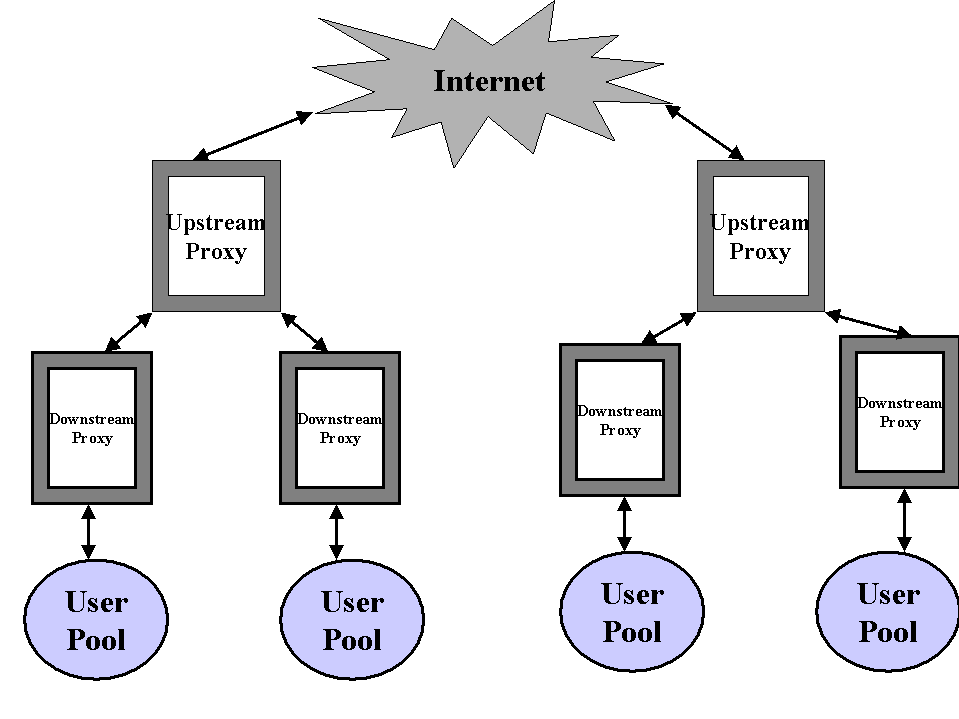 Internet
Upstream
Proxy
Upstream
Proxy
Downstream
Proxy
Downstream
Proxy
Downstream
Proxy
Downstream
Proxy
User
Pool
User
Pool
User
Pool
User
Pool